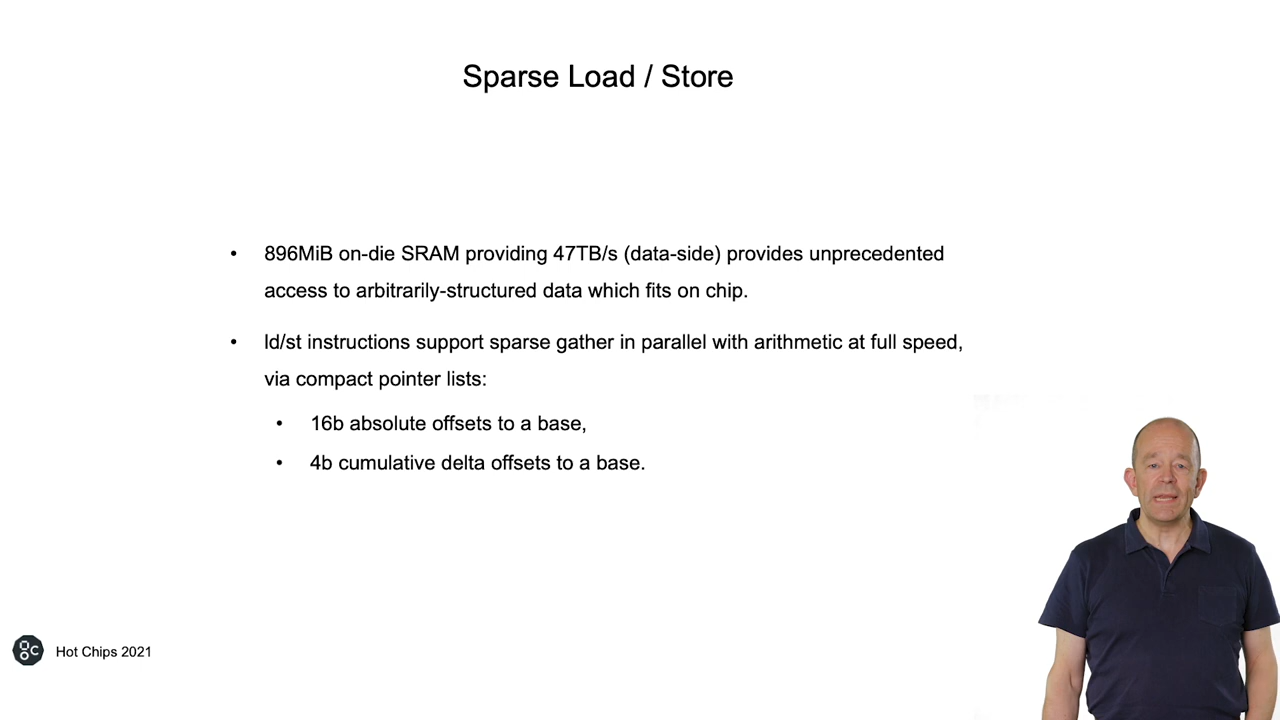 Sparse Load / Store
• 896MiB on-die SRAM providing 47TB/s (data-side) provides unprecedented
access to arbitrarily-structured data which fits on chip.
• ld/st instructions support sparse gather in parallel with arithmetic at full speed,
via compact pointer lists:
• 16b absolute offsets to a base,
• 4b cumulative delta offsets to a base.
gc Hot Chips 2021